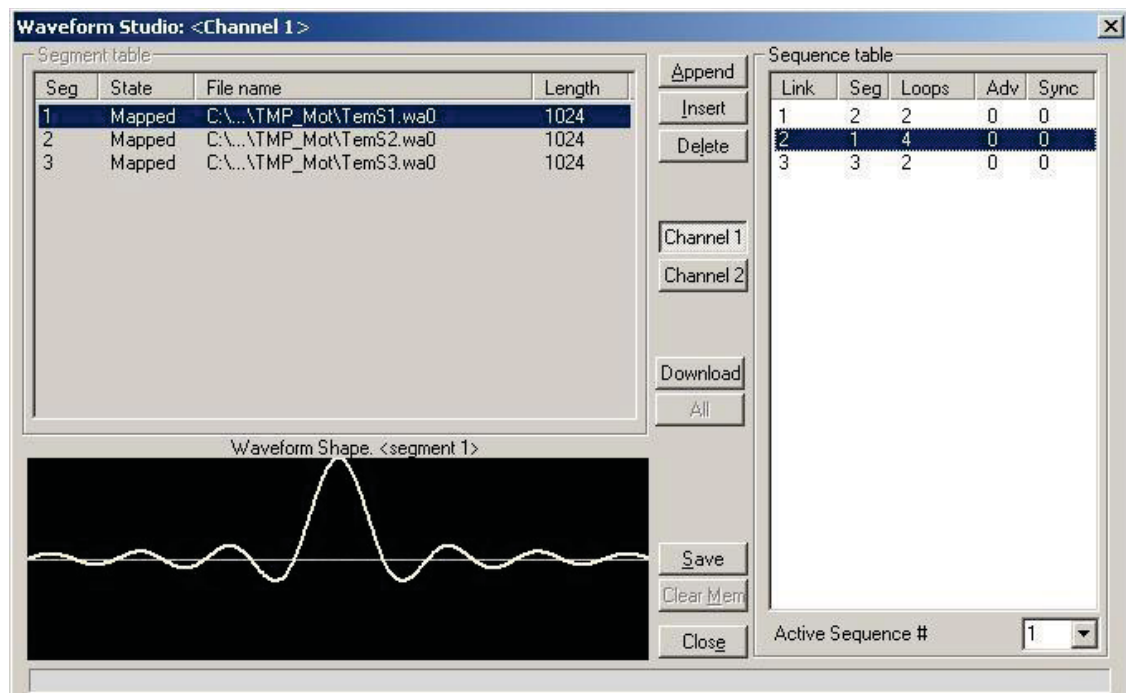 Waveform Studio: <Channel 1>
Segment table
Seg State File name Length
1 Mapped C:\...\TMP_Mot\TemS1.wa0 1024
2 Mapped C:\...\TMP_Mot\TemS2.wa0 1024
3 Mapped C:\...\TMP_Mot\TemS3.wa0 1024
Waveform Shape. <segment 1>
Append
Insert
Delete
Channel 1
Channel 2
Download
All
Save
Clear Mem
Close
Sequence table
Link Seg Loops Adv Sync
1 2 2 0 0
2 1 4 0 0
3 3 2 0 0
Active Sequence # 1